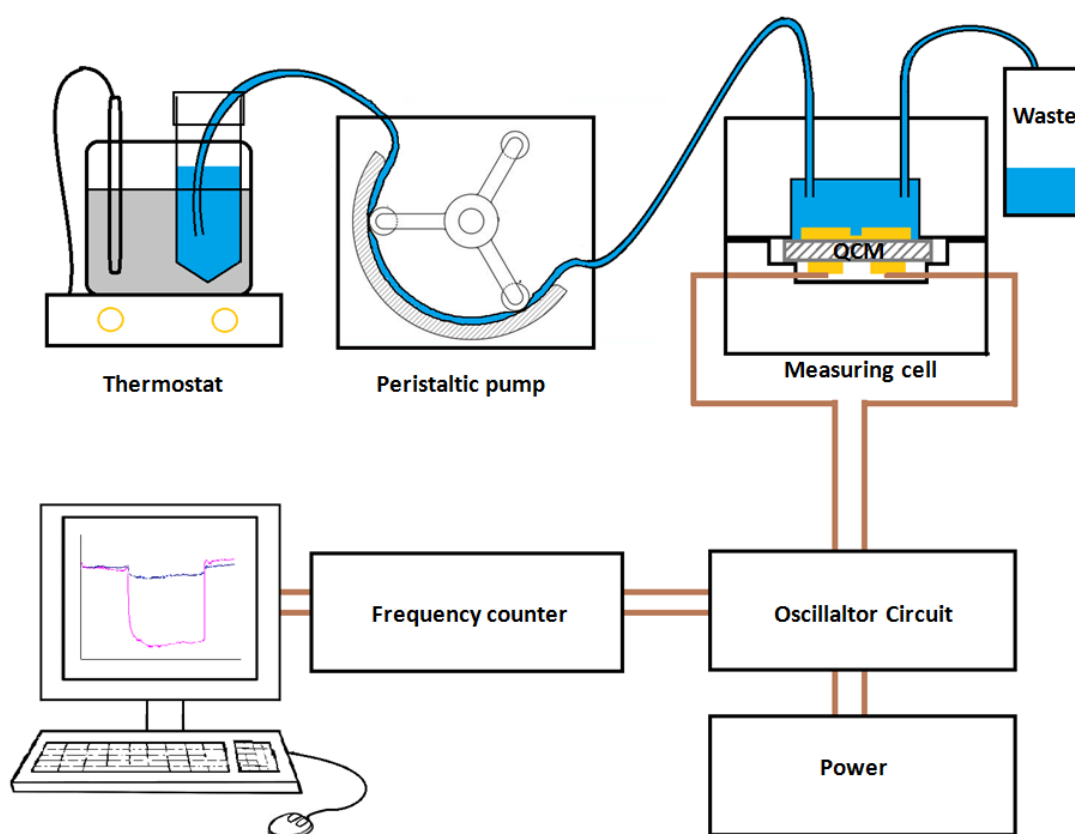 Waste
QCM
Thermostat
Peristaltic pump
Measuring cell
Frequency counter
Oscillaltor Circuit
Power